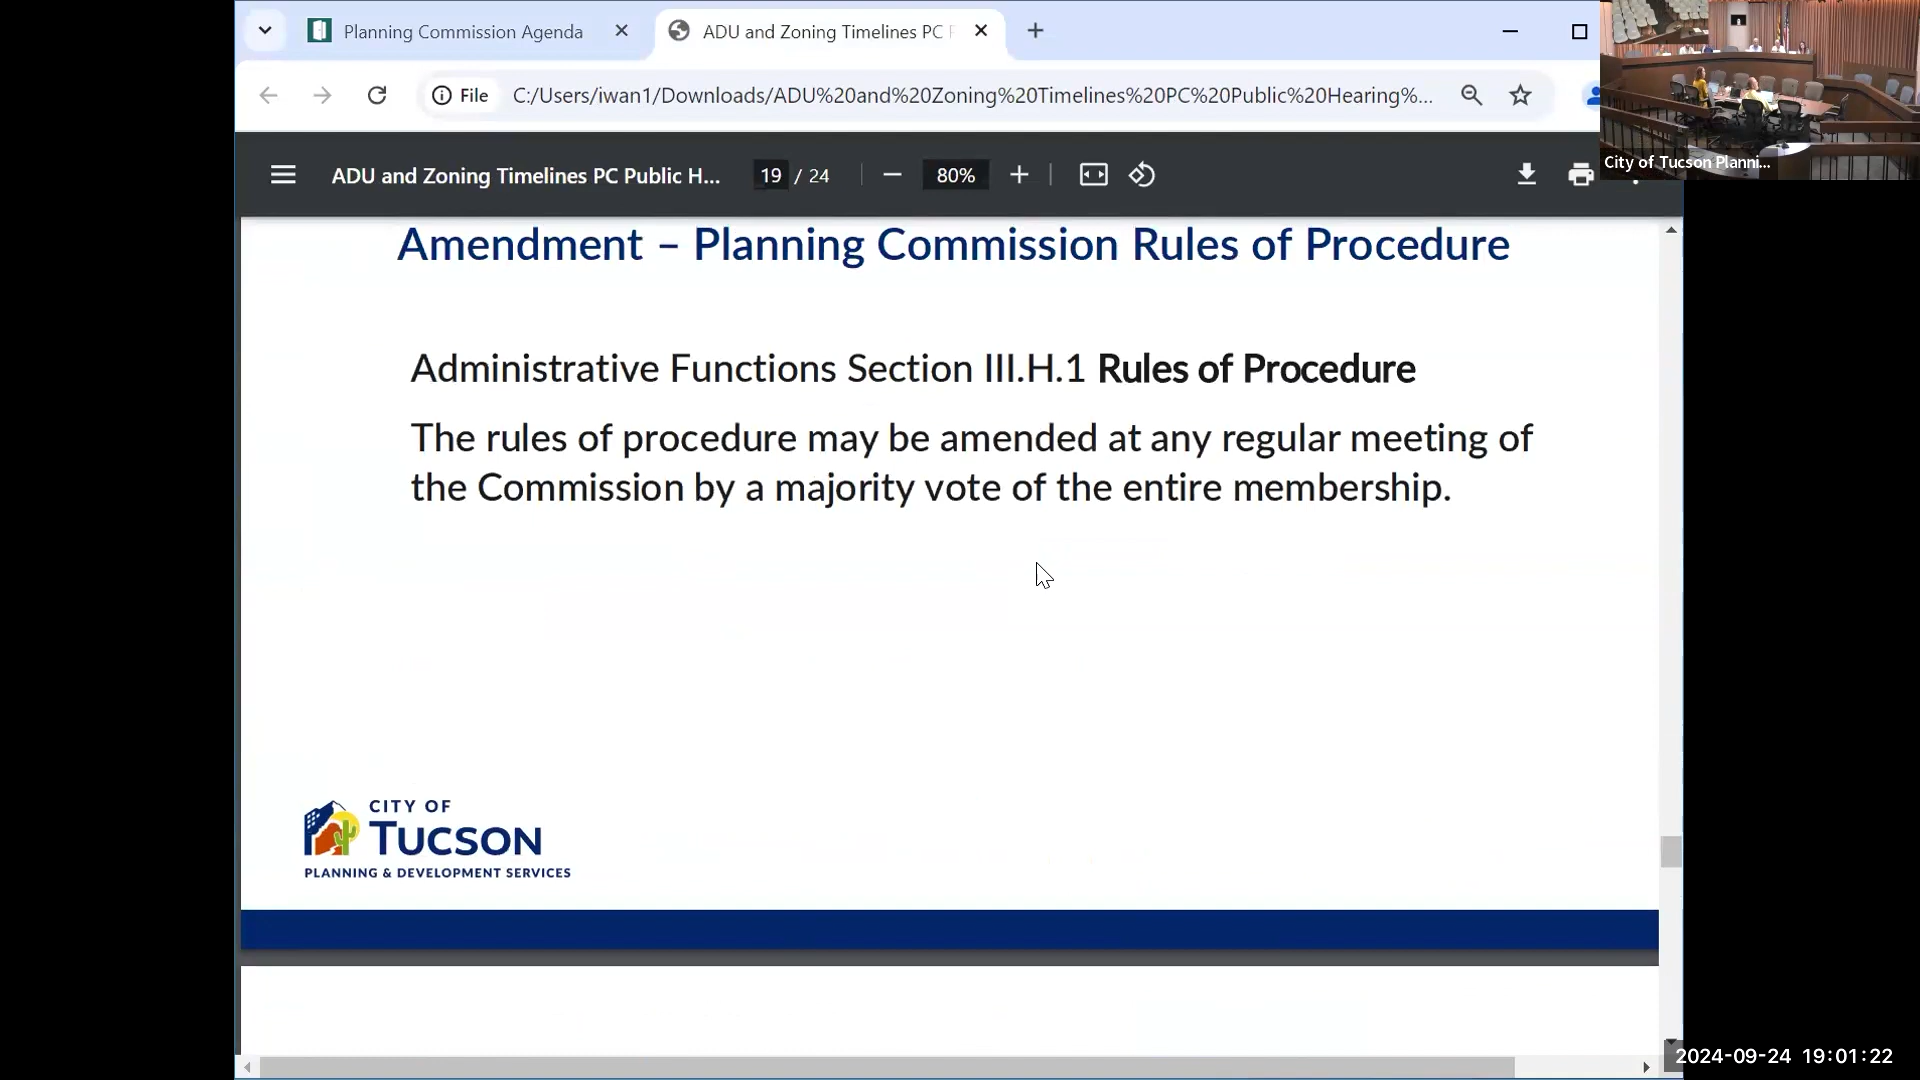 Planning Commission Agenda
ADU and Zoning Timelines PC P
File
C:/Users/iwan1/Downloads/ADU%20and%20Zoning%20Timelines%20PC%20Public%20Hearing%...
ADU and Zoning Timelines PC Public H...
19 / 24
80%
City of Tucson Planni...
Amendment – Planning Commission Rules of Procedure
Administrative Functions Section III.H.1 Rules of Procedure
The rules of procedure may be amended at any regular meeting of
the Commission by a majority vote of the entire membership.
CITY OF
TUCSON
PLANNING & DEVELOPMENT SERVICES
2024-09-24 19:01:22